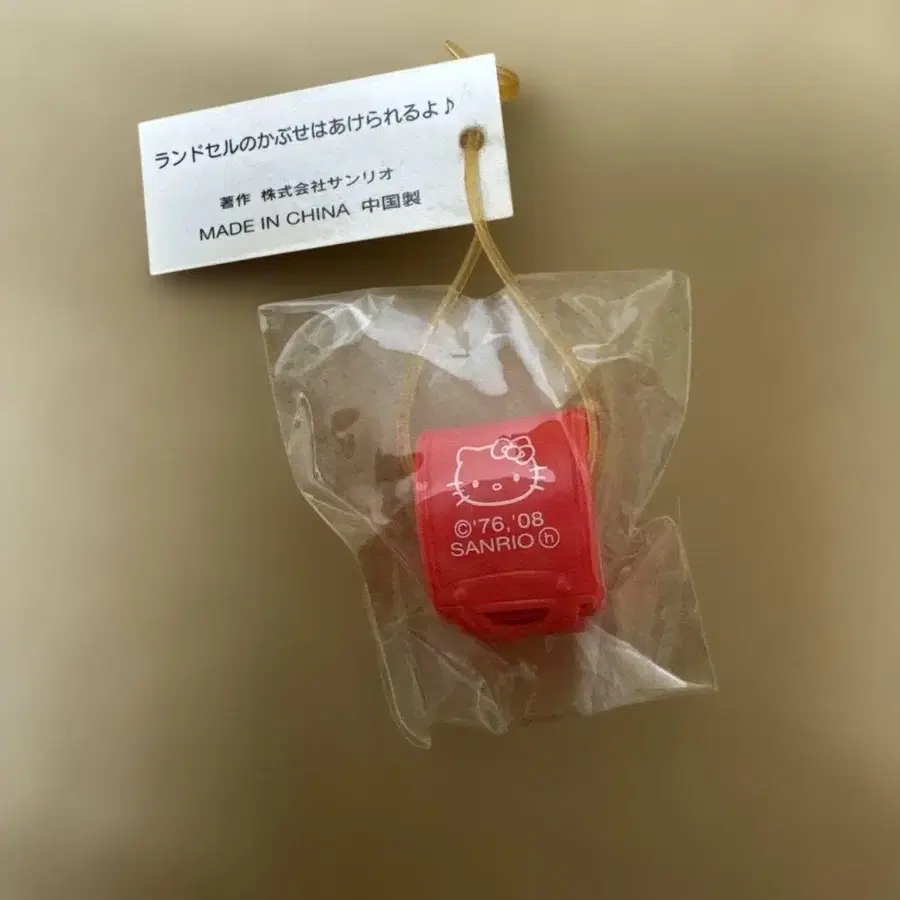 ランドセルのかぶせはあけられるよ♪
著作 株式会社サンリオ
MADE IN CHINA 中国製
©'76,'08
SANRIO ⓗ